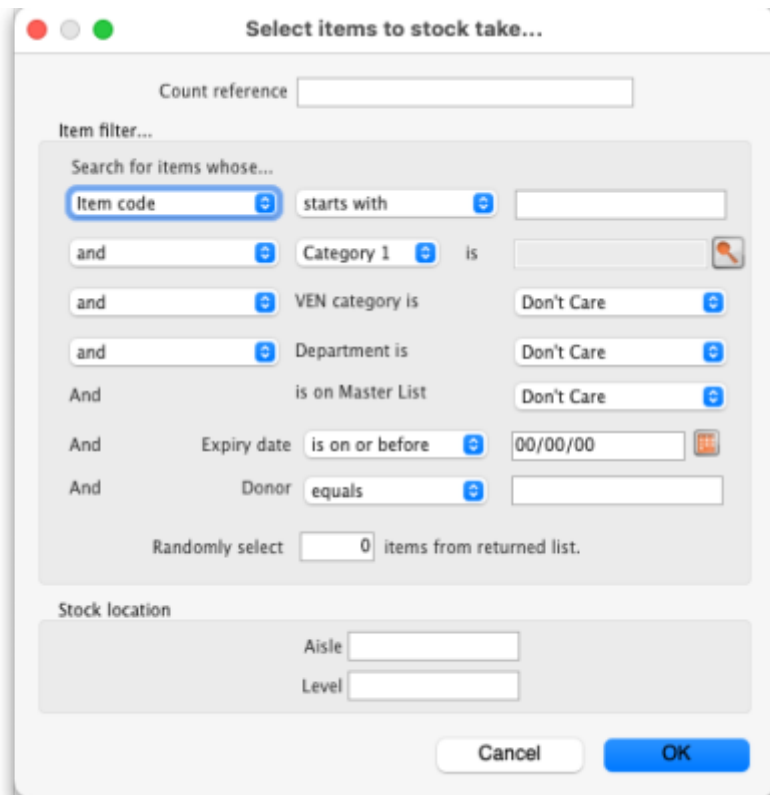 Select items to stock take...
Count reference
Item filter...
Search for items whose...
Item code starts with
and Category 1 is
and VEN category is Don't Care
and Department is Don't Care
And is on Master List Don't Care
And Expiry date is on or before 00/00/00
And Donor equals
Randomly select 0 items from returned list.
Stock location
Aisle
Level
Cancel OK